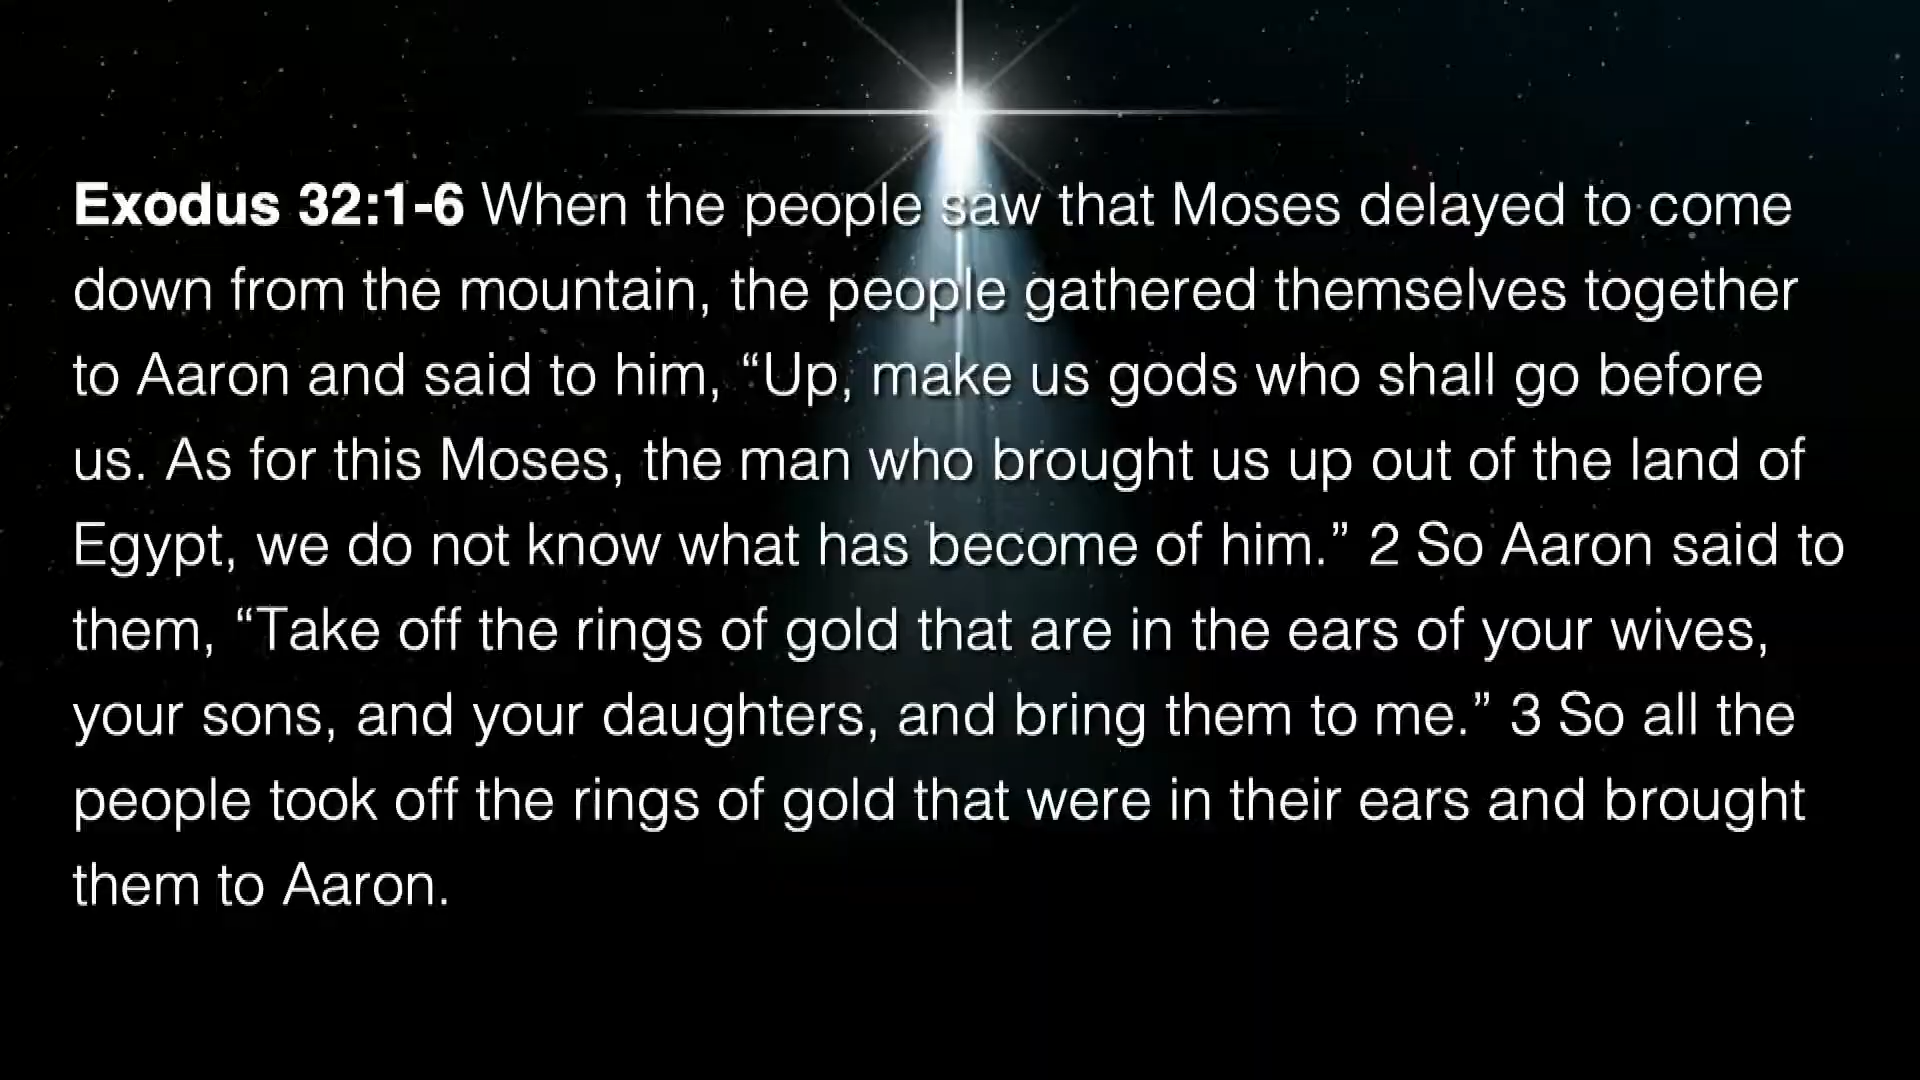 Exodus 32:1-6 When the people saw that Moses delayed to come
down from the mountain, the people gathered themselves together
to Aaron and said to him, “Up, make us gods who shall go before
us. As for this Moses, the man who brought us up out of the land of
Egypt, we do not know what has become of him.” 2 So Aaron said to
them, “Take off the rings of gold that are in the ears of your wives,
your sons, and your daughters, and bring them to me.” 3 So all the
people took off the rings of gold that were in their ears and brought
them to Aaron.